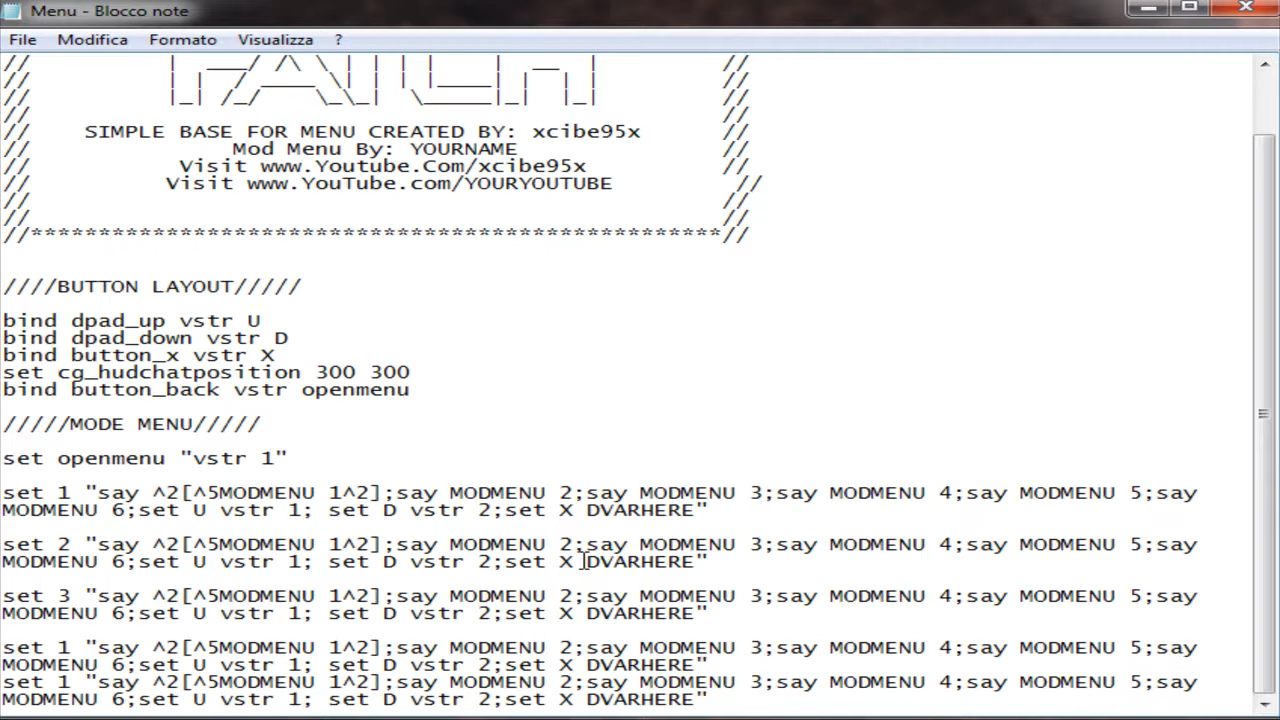 Menu - Blocco note
File Modifica Formato Visualizza ?
// | | ___/ /\ | | | | | __ | //
// | | / / /__\ \ | | | |____ | | | | //
// |_| /_/ \_\_| \______|_| |_| //
// //
// SIMPLE BASE FOR MENU CREATED BY: xcibe95x //
// Mod Menu By: YOURNAME //
// Visit www.Youtube.Com/xcibe95x //
// Visit www.YouTube.com/YOURYOUTUBE //
// //
// //
//***************************************************//
////BUTTON LAYOUT/////
bind dpad_up vstr U
bind dpad_down vstr D
bind button_x vstr X
set cg_hudchatposition 300 300
bind button_back vstr openmenu
/////MODE MENU/////
set openmenu "vstr 1"
set 1 "say ^2[^5MODMENU 1^2];say MODMENU 2;say MODMENU 3;say MODMENU 4;say MODMENU 5;say
MODMENU 6;set U vstr 1; set D vstr 2;set X DVARHERE"
set 2 "say ^2[^5MODMENU 1^2];say MODMENU 2;say MODMENU 3;say MODMENU 4;say MODMENU 5;say
MODMENU 6;set U vstr 1; set D vstr 2;set X DVARHERE"
set 3 "say ^2[^5MODMENU 1^2];say MODMENU 2;say MODMENU 3;say MODMENU 4;say MODMENU 5;say
MODMENU 6;set U vstr 1; set D vstr 2;set X DVARHERE"
set 1 "say ^2[^5MODMENU 1^2];say MODMENU 2;say MODMENU 3;say MODMENU 4;say MODMENU 5;say
MODMENU 6;set U vstr 1; set D vstr 2;set X DVARHERE"
set 1 "say ^2[^5MODMENU 1^2];say MODMENU 2;say MODMENU 3;say MODMENU 4;say MODMENU 5;say
MODMENU 6;set U vstr 1; set D vstr 2;set X DVARHERE"